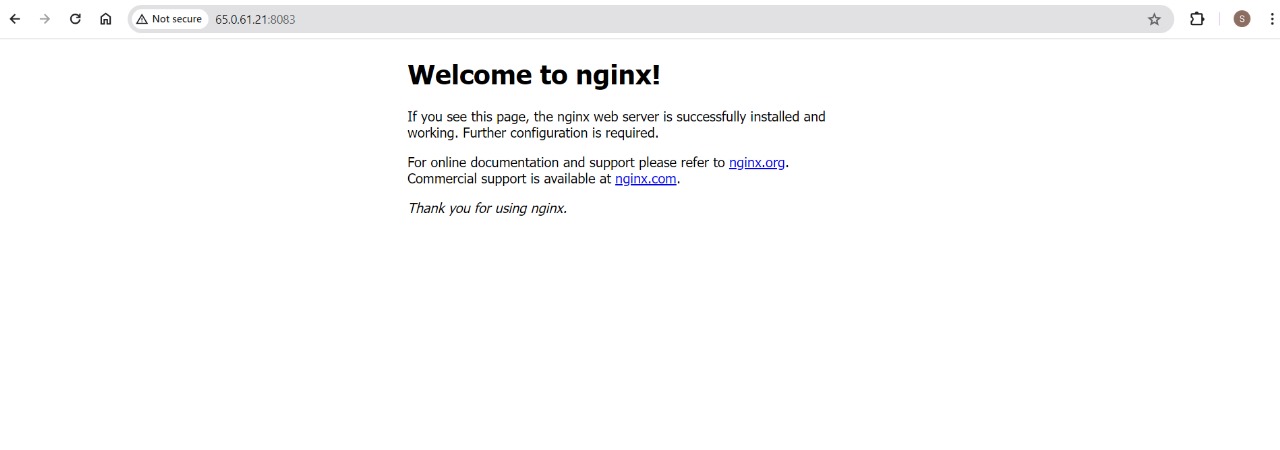 Not secure 65.0.61.21:8083
S
Welcome to nginx!
If you see this page, the nginx web server is successfully installed and
working. Further configuration is required.
For online documentation and support please refer to nginx.org.
Commercial support is available at nginx.com.
Thank you for using nginx.